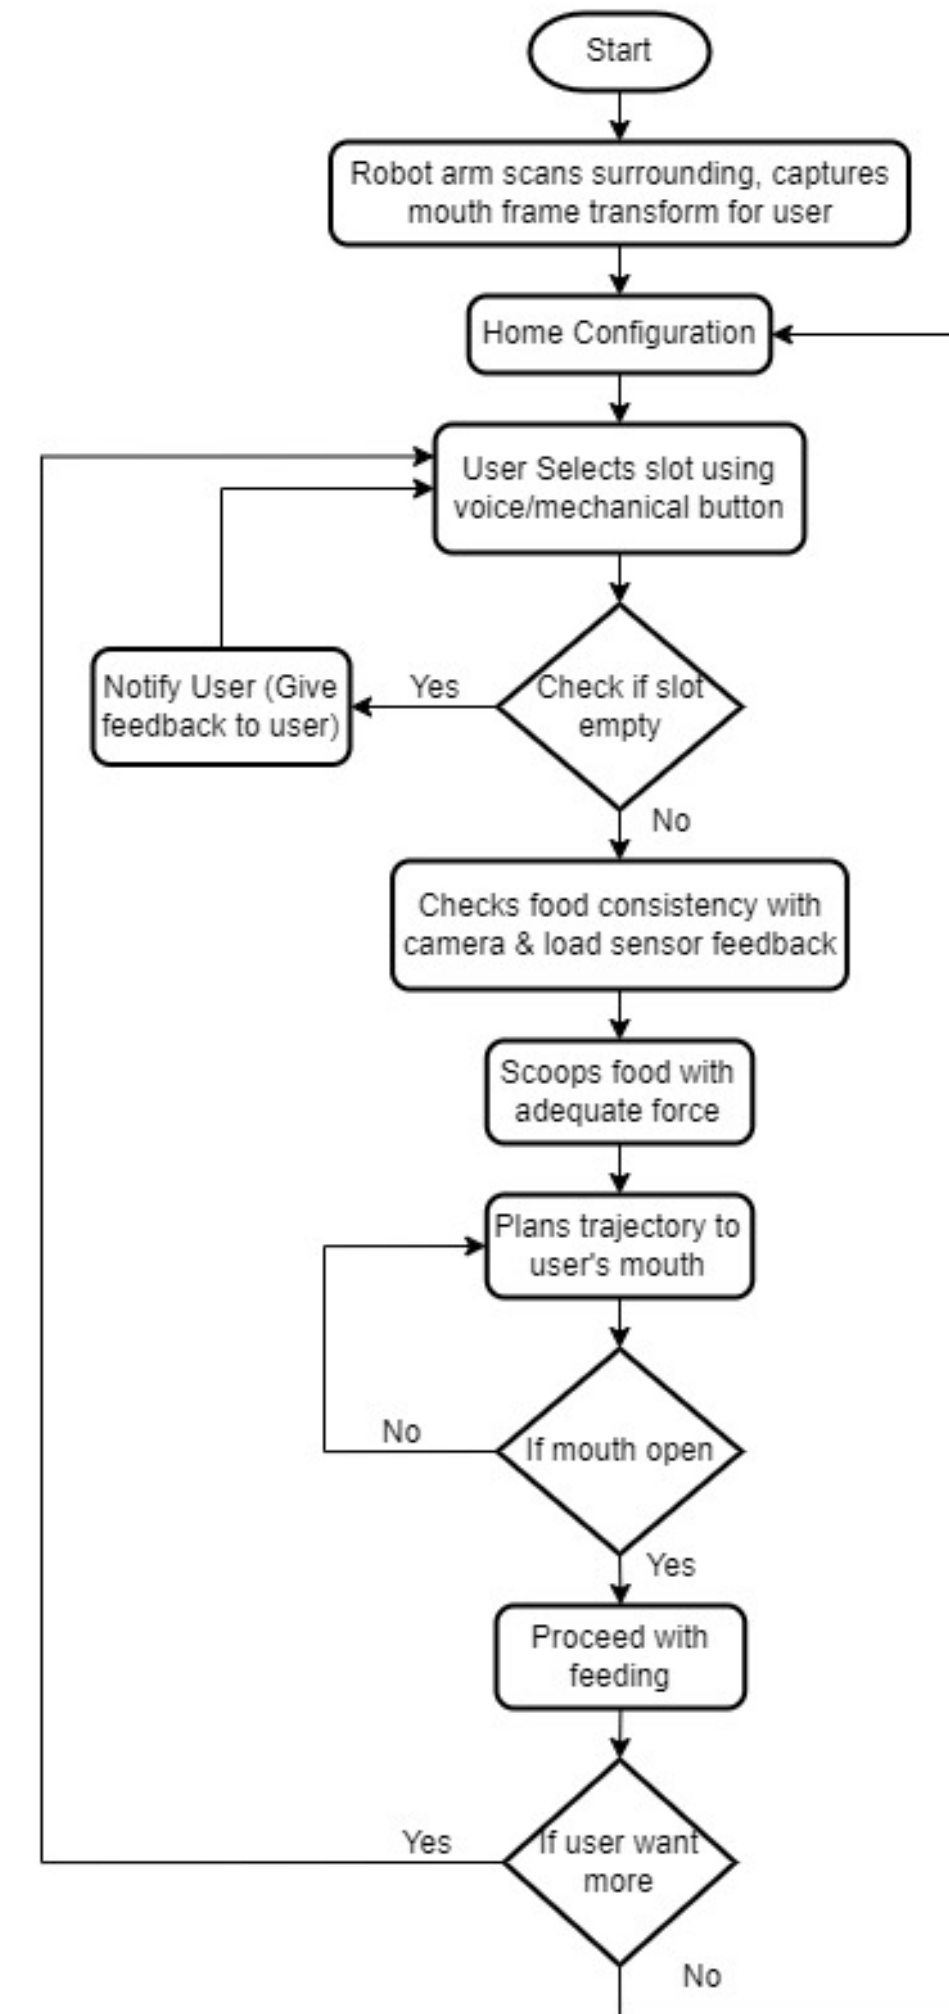 Start
Robot arm scans surrounding, captures
mouth frame transform for user
Home Configuration
User Selects slot using
voice/mechanical button
Notify User (Give
feedback to user)
Yes
Check if slot
empty
No
Checks food consistency with
camera & load sensor feedback
Scoops food with
adequate force
Plans trajectory to
user's mouth
No
If mouth open
Yes
Proceed with
feeding
Yes
If user want
more
No